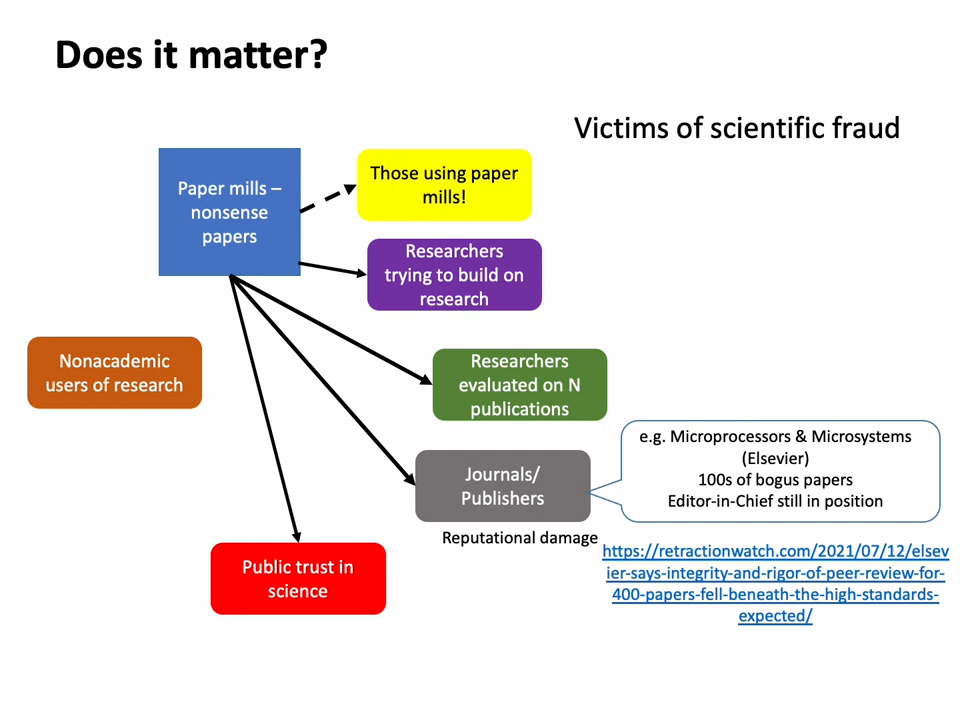 Does it matter?
Victims of scientific fraud
Paper mills –
nonsense
papers
Those using paper
mills!
Researchers
trying to build on
research
Nonacademic
users of research
Researchers
evaluated on N
publications
Journals/
Publishers
Reputational damage
e.g. Microprocessors & Microsystems
(Elsevier)
100s of bogus papers
Editor-in-Chief still in position
https://retractionwatch.com/2021/07/12/elsev
ier-says-integrity-and-rigor-of-peer-review-for-
400-papers-fell-beneath-the-high-standards-
expected/
Public trust in
science